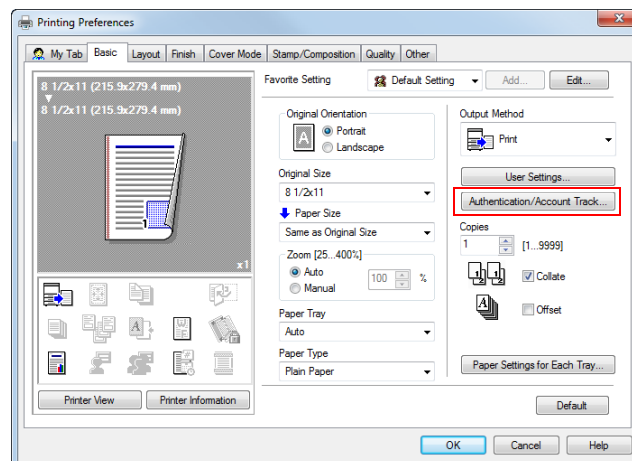 Printing Preferences
My Tab Basic Layout Finish Cover Mode Stamp/Composition Quality Other
8 1/2x11 (215.9x279.4 mm)
8 1/2x11 (215.9x279.4 mm)
1
x1
Printer View Printer Information
Favorite Setting Default Setting Add... Edit...
Original Orientation
A
Portrait
Landscape
Original Size
8 1/2x11
Paper Size
Same as Original Size
Zoom [25...400%]
Auto
Manual
100 %
Paper Tray
Auto
Paper Type
Plain Paper
Output Method
Print
User Settings...
Authentication/Account Track...
Copies
1 [1...9999]
Collate
Offset
Paper Settings for Each Tray...
Default
OK Cancel Help